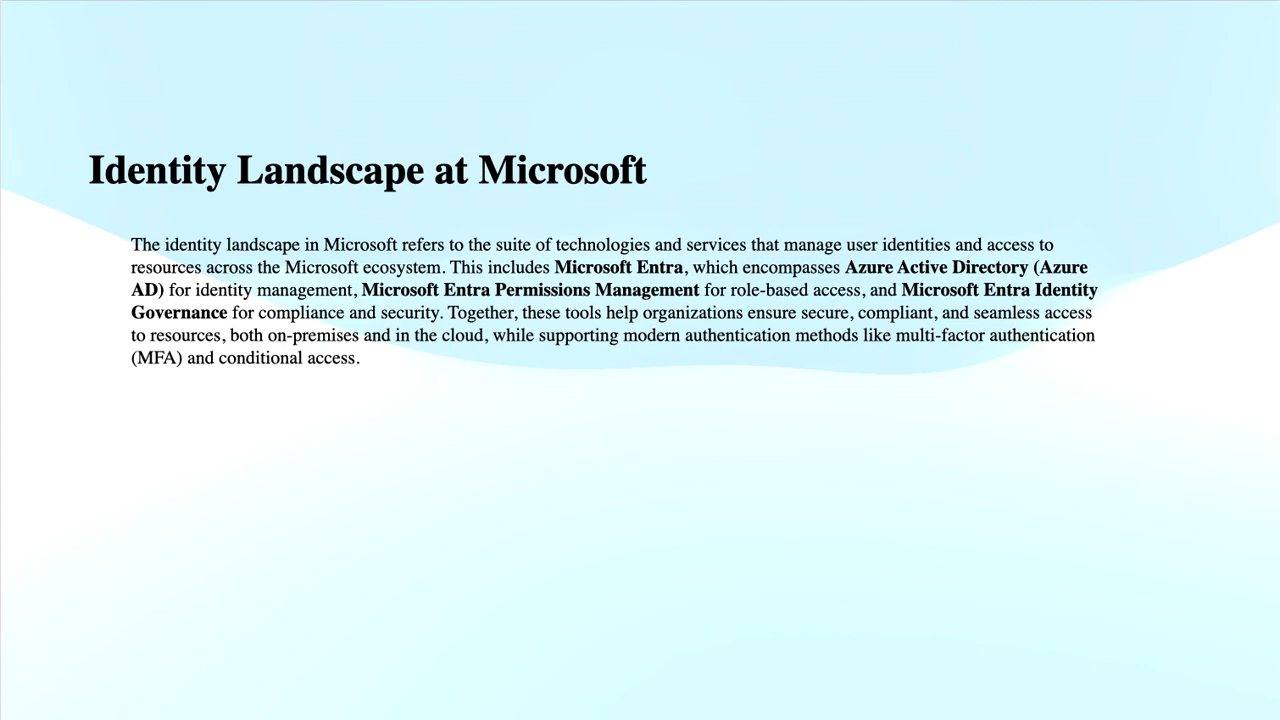 Identity Landscape at Microsoft
The identity landscape in Microsoft refers to the suite of technologies and services that manage user identities and access to
resources across the Microsoft ecosystem. This includes Microsoft Entra, which encompasses Azure Active Directory (Azure
AD) for identity management, Microsoft Entra Permissions Management for role-based access, and Microsoft Entra Identity
Governance for compliance and security. Together, these tools help organizations ensure secure, compliant, and seamless access
to resources, both on-premises and in the cloud, while supporting modern authentication methods like multi-factor authentication
(MFA) and conditional access.